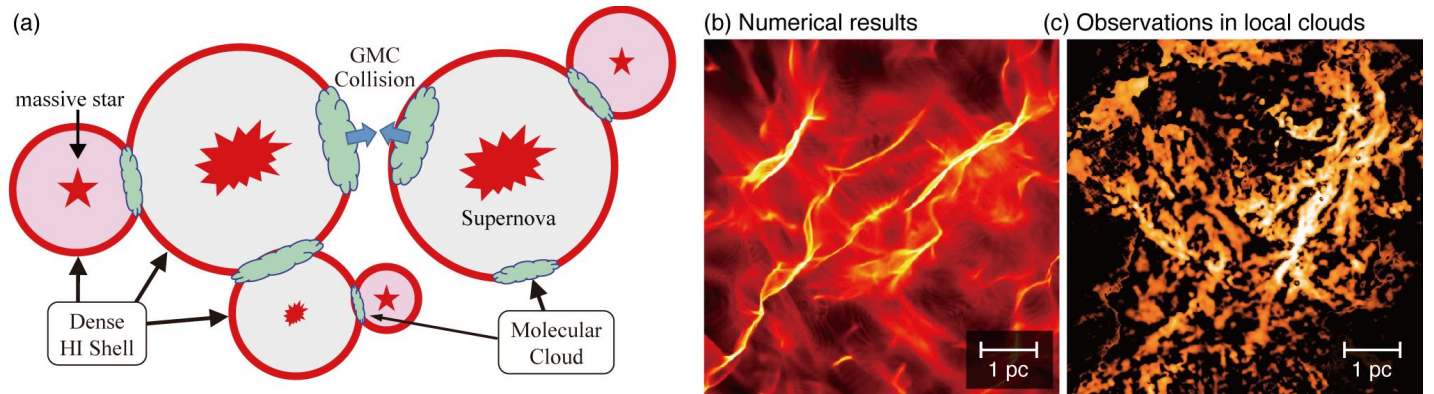 (a)
GMC
Collision
massive star
Supernova
Dense
HI Shell
Molecular
Cloud
(b) Numerical results
1 pc
(c) Observations in local clouds
1 pc